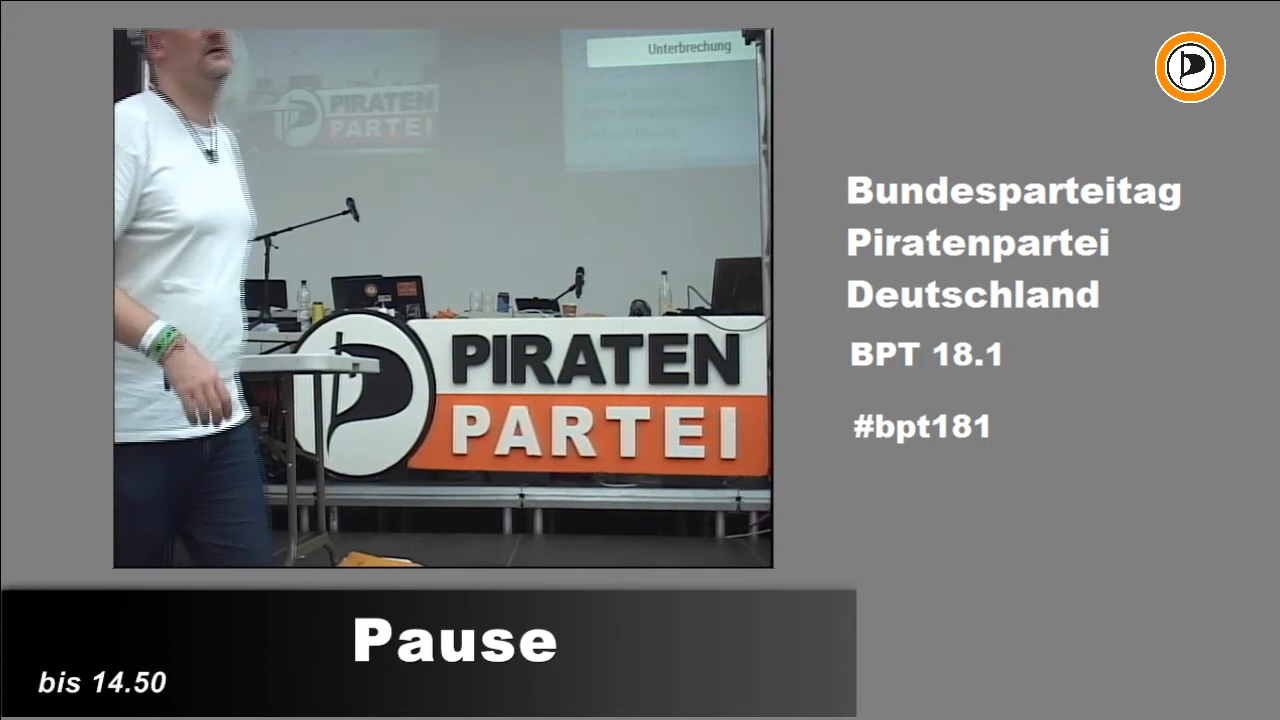 Unterbrechung
PIRATEN
PARTEI
PIRATEN
PARTEI
Bundesparteitag
Piratenpartei
Deutschland
BPT 18.1
#bpt181
Pause
bis 14.50